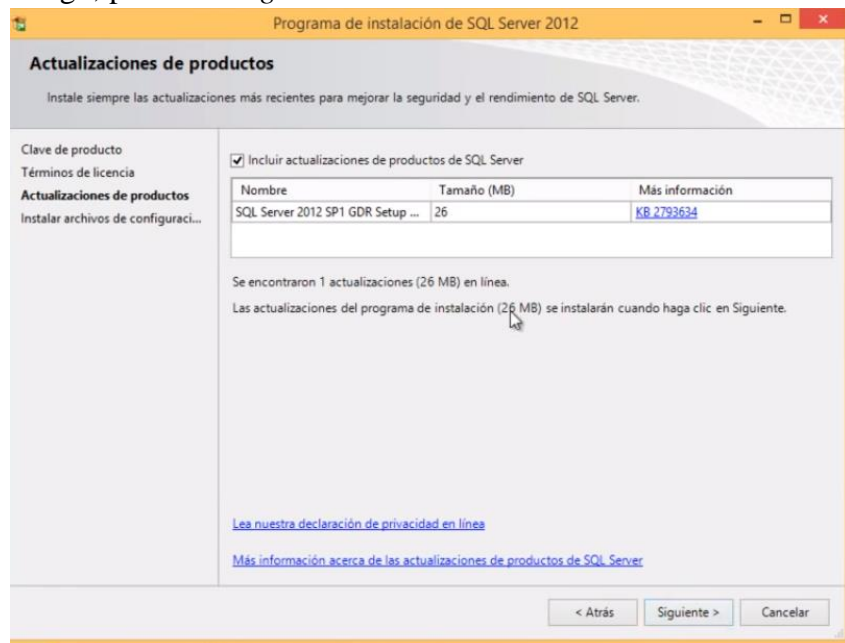 Programa de instalación de SQL Server 2012
Actualizaciones de productos
Instale siempre las actualizaciones más recientes para mejorar la seguridad y el rendimiento de SQL Server.
Clave de producto
Términos de licencia
Actualizaciones de productos
Instalar archivos de configuraci...
Incluir actualizaciones de productos de SQL Server
Nombre Tamaño (MB) Más información
SQL Server 2012 SP1 GDR Setup ... 26 KB 2793634
Se encontraron 1 actualizaciones (26 MB) en línea.
Las actualizaciones del programa de instalación (26 MB) se instalarán cuando haga clic en Siguiente.
Lea nuestra declaración de privacidad en línea
Más información acerca de las actualizaciones de productos de SQL Server
< Atrás Siguiente > Cancelar